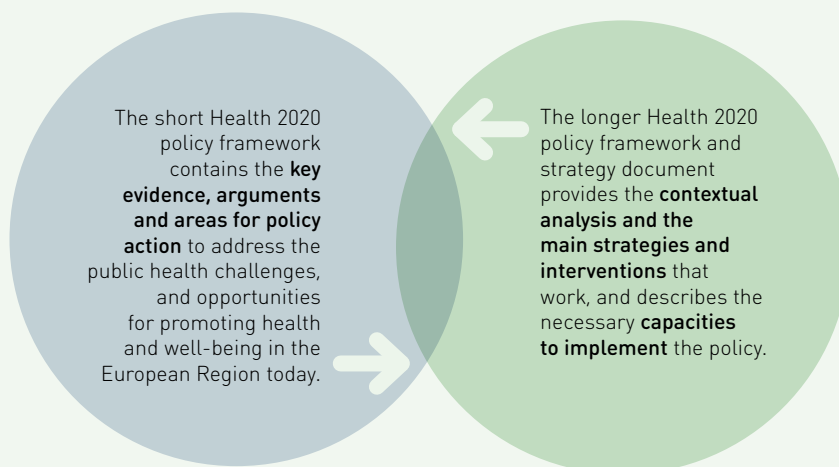 The short Health 2020
policy framework
contains the key
evidence, arguments
and areas for policy
action to address the
public health challenges,
and opportunities
for promoting health
and well-being in the
European Region today.
The longer Health 2020
policy framework and
strategy document
provides the contextual
analysis and the
main strategies and
interventions that
work, and describes the
necessary capacities
to implement the policy.